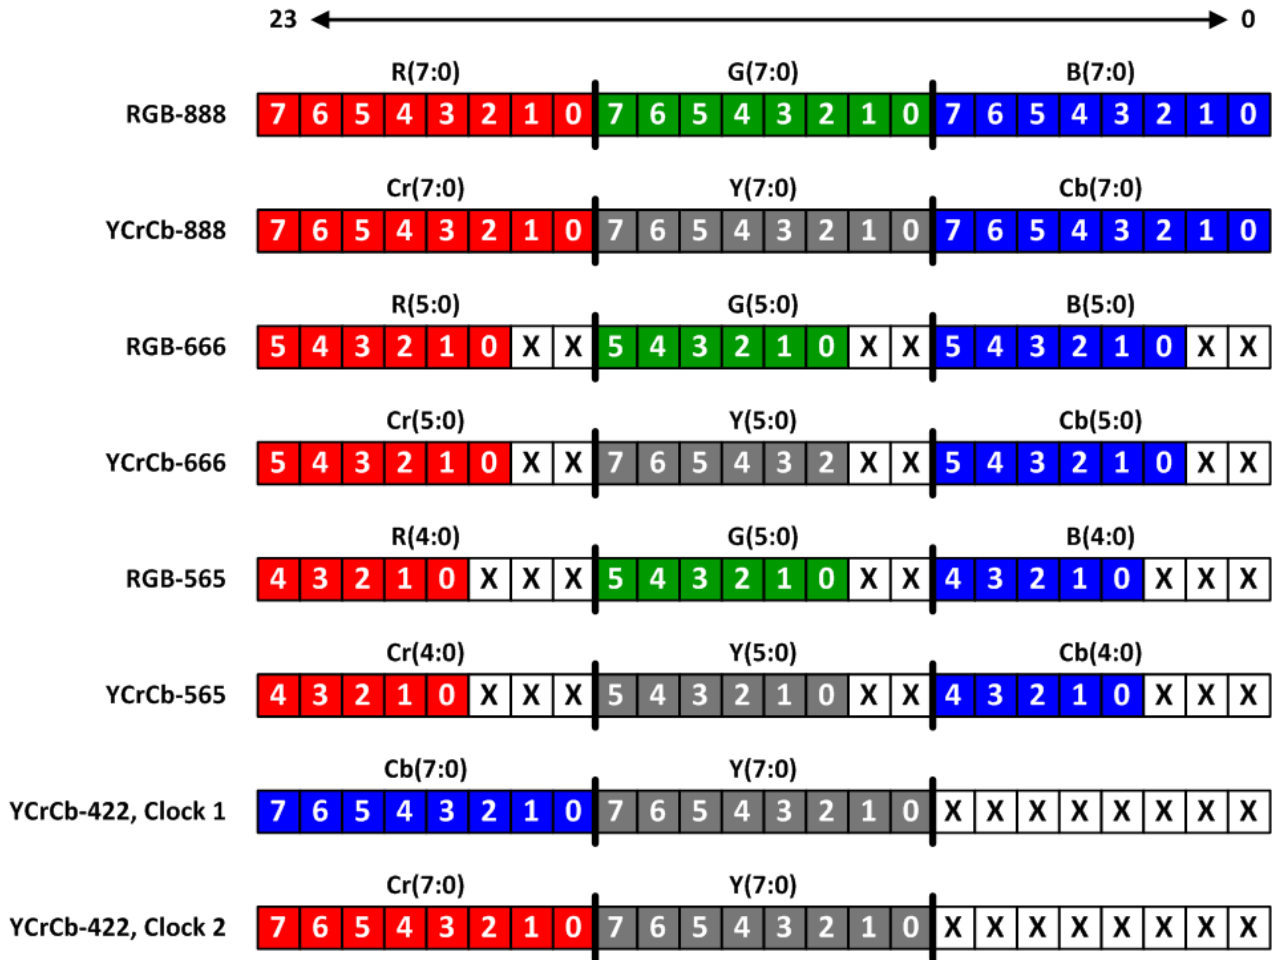 23 0
R(7:0) G(7:0) B(7:0)
RGB-888 7 6 5 4 3 2 1 0 7 6 5 4 3 2 1 0 7 6 5 4 3 2 1 0
Cr(7:0) Y(7:0) Cb(7:0)
YCrCb-888 7 6 5 4 3 2 1 0 7 6 5 4 3 2 1 0 7 6 5 4 3 2 1 0
R(5:0) G(5:0) B(5:0)
RGB-666 5 4 3 2 1 0 X X 5 4 3 2 1 0 X X 5 4 3 2 1 0 X X
Cr(5:0) Y(5:0) Cb(5:0)
YCrCb-666 5 4 3 2 1 0 X X 7 6 5 4 3 2 X X 5 4 3 2 1 0 X X
R(4:0) G(5:0) B(4:0)
RGB-565 4 3 2 1 0 X X X 5 4 3 2 1 0 X X 4 3 2 1 0 X X X
Cr(4:0) Y(5:0) Cb(4:0)
YCrCb-565 4 3 2 1 0 X X X 5 4 3 2 1 0 X X 4 3 2 1 0 X X X
Cb(7:0) Y(7:0)
YCrCb-422, Clock 1 7 6 5 4 3 2 1 0 7 6 5 4 3 2 1 0 X X X X X X X X
Cr(7:0) Y(7:0)
YCrCb-422, Clock 2 7 6 5 4 3 2 1 0 7 6 5 4 3 2 1 0 X X X X X X X X